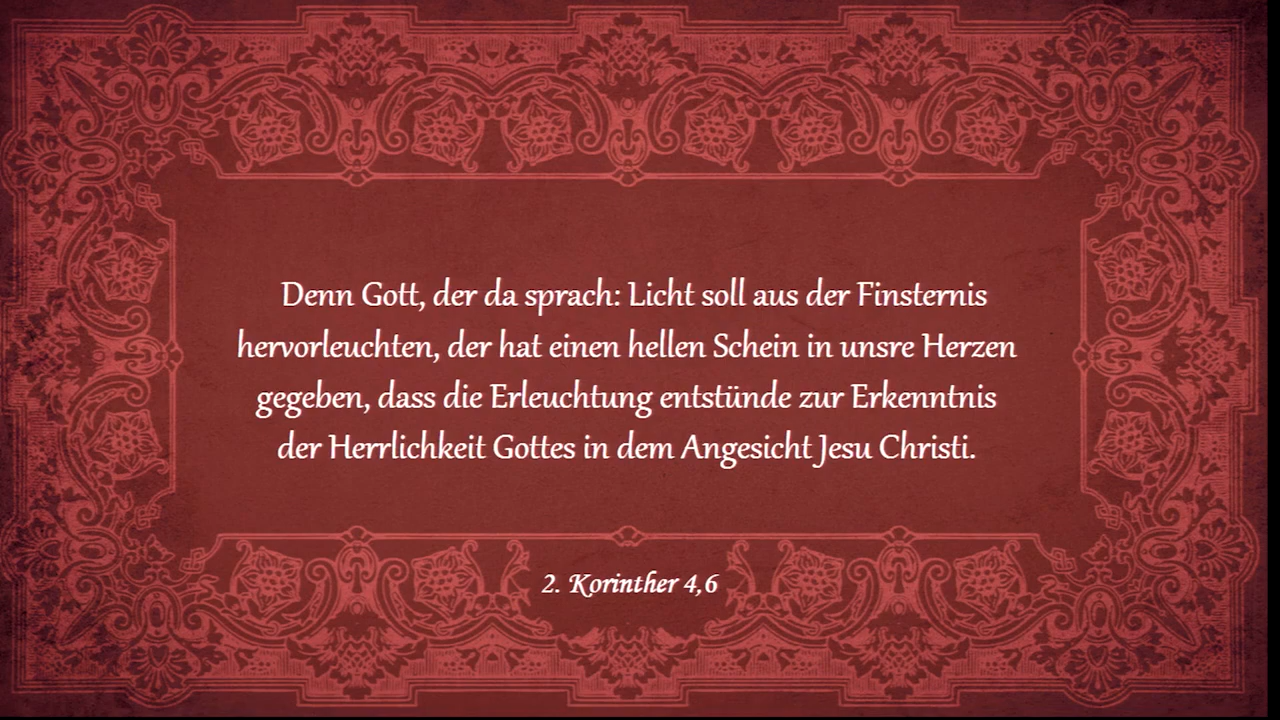 Denn Gott, der da sprach: Licht soll aus der Finsternis
hervorleuchten, der hat einen hellen Schein in unsre Herzen
gegeben, dass die Erleuchtung entstünde zur Erkenntnis
der Herrlichkeit Gottes in dem Angesicht Jesu Christi.
2. Korinther 4,6